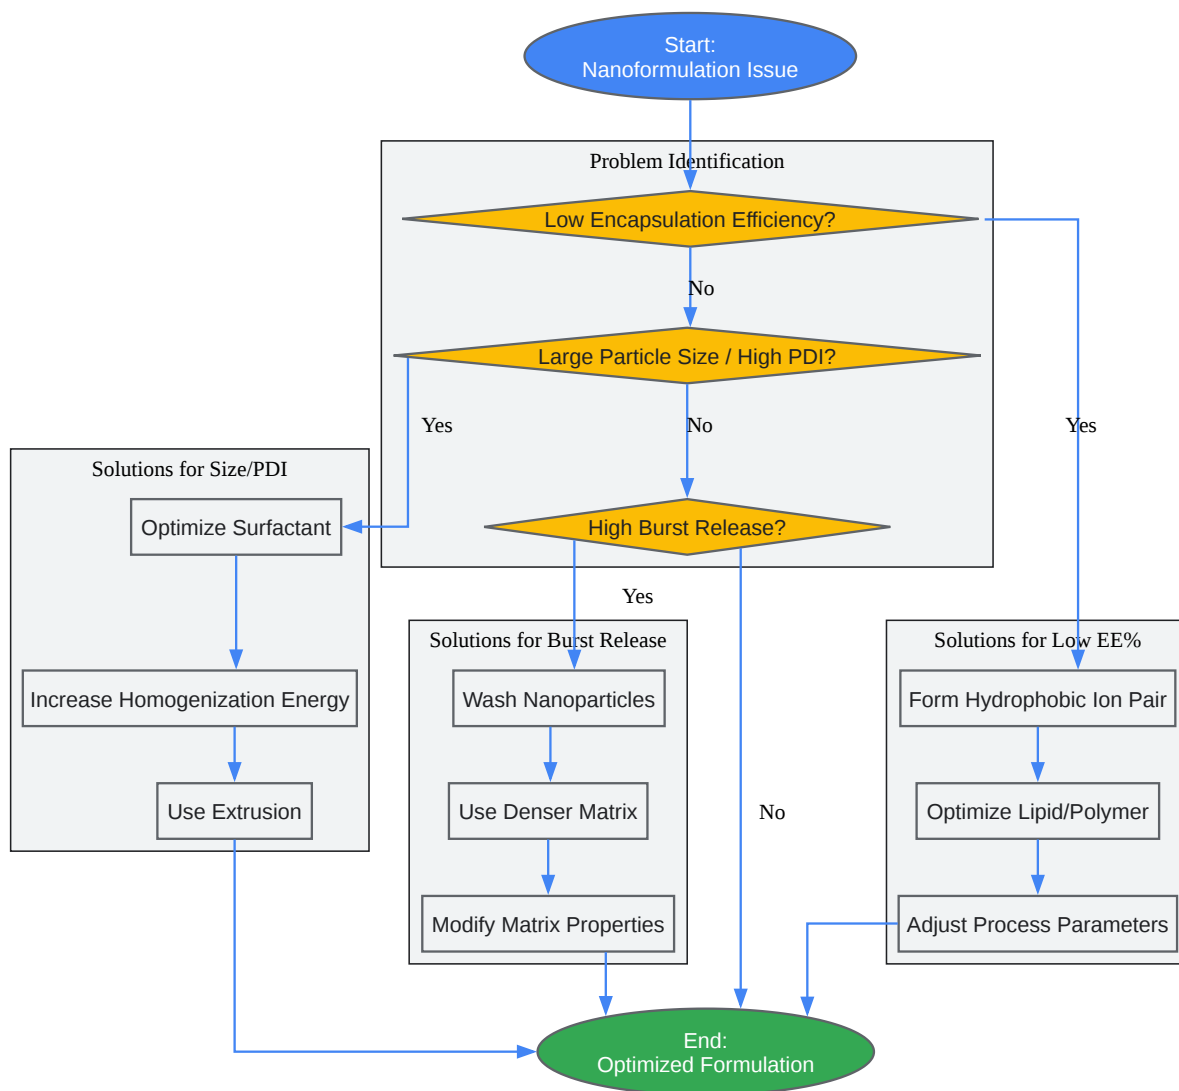 Start:
Nanoformulation Issue
Problem Identification
Low Encapsulation Efficiency?
No
Large Particle Size / High PDI?
Yes
No
Yes
Solutions for Size/PDI
Optimize Surfactant
High Burst Release?
Yes
Solutions for Burst Release
Solutions for Low EE%
Increase Homogenization Energy
Wash Nanoparticles
Form Hydrophobic Ion Pair
Use Extrusion
Use Denser Matrix
No
Optimize Lipid/Polymer
Modify Matrix Properties
Adjust Process Parameters
End:
Optimized Formulation